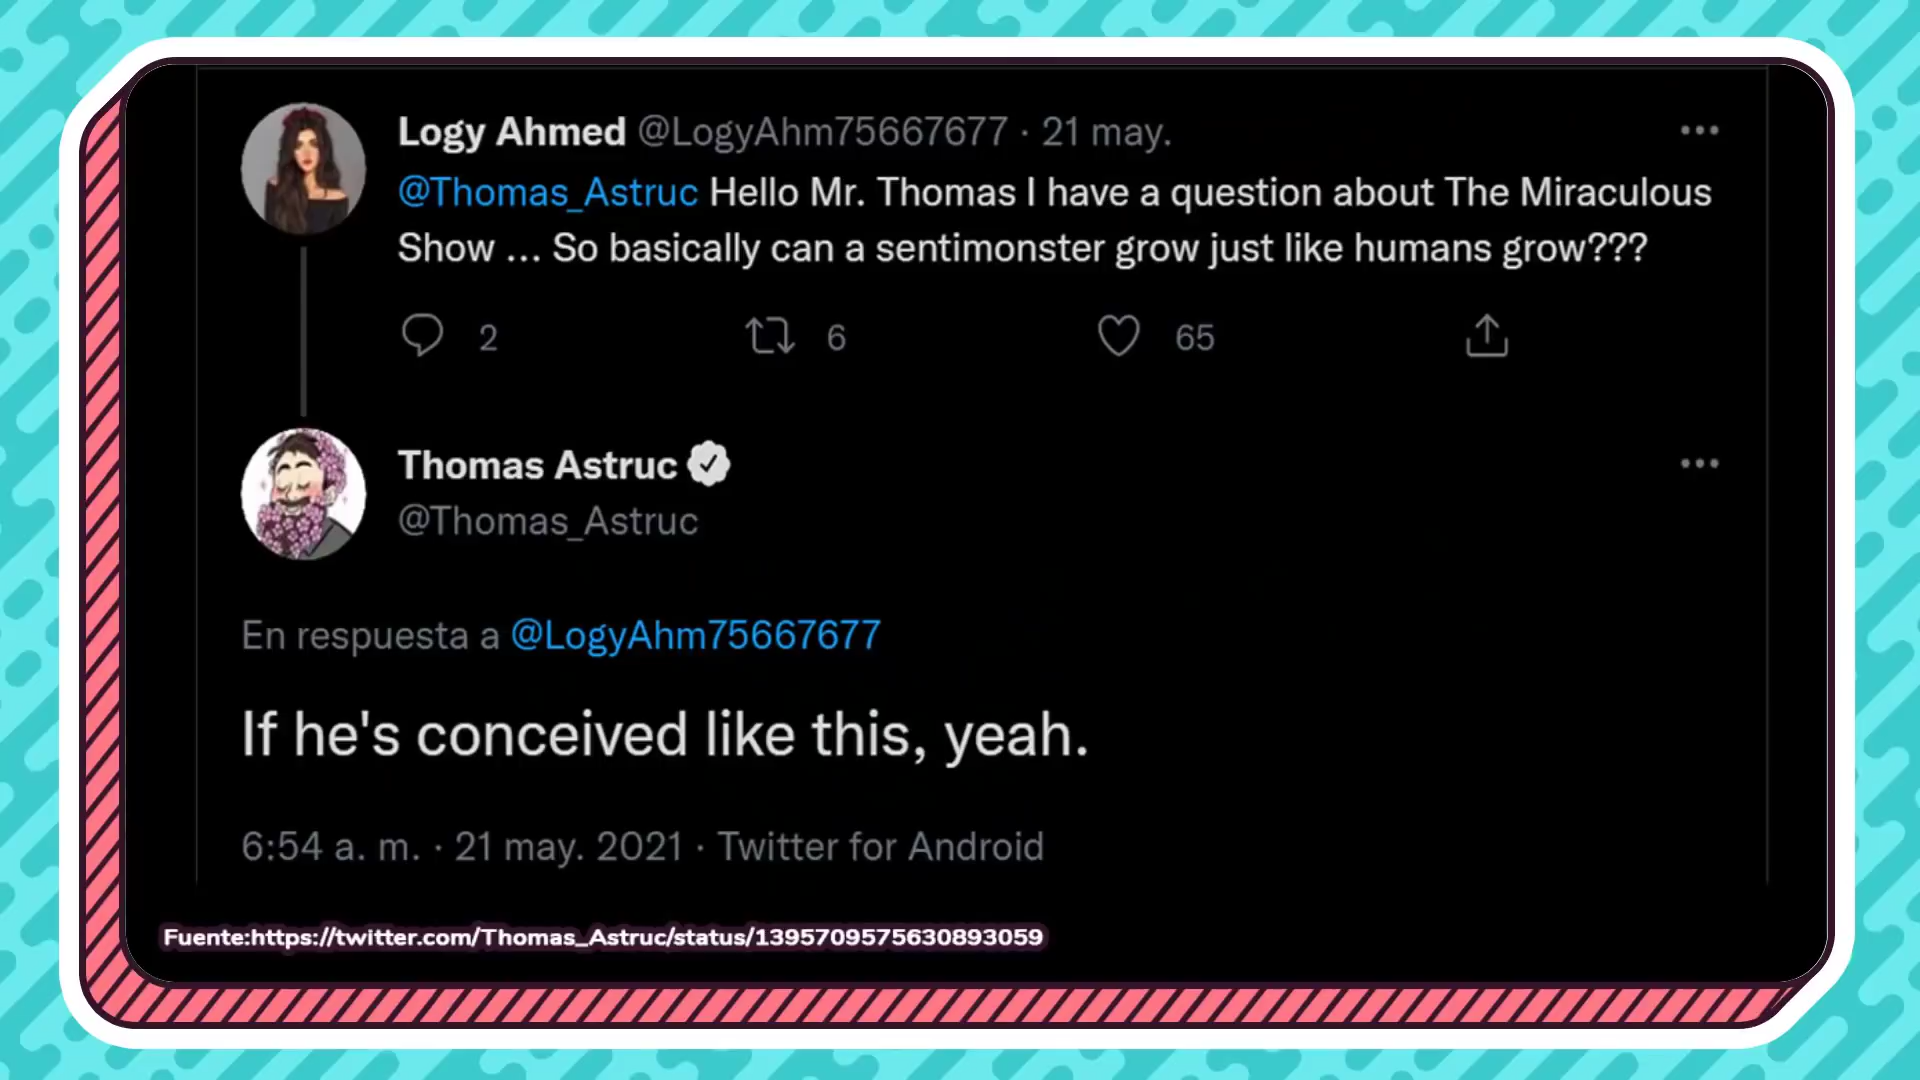 Logy Ahmed @LogyAhm75667677 · 21 may.
@Thomas_Astruc Hello Mr. Thomas I have a question about The Miraculous
Show ... So basically can a sentimonster grow just like humans grow???
2 6 65
Thomas Astruc
@Thomas_Astruc
En respuesta a @LogyAhm75667677
If he's conceived like this, yeah.
6:54 a. m. · 21 may. 2021 · Twitter for Android
Fuente:https://twitter.com/Thomas_Astruc/status/1395709575630893059